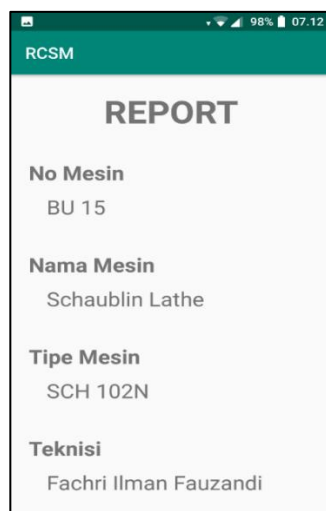 98% 07.12
RCSM
REPORT
No Mesin
BU 15
Nama Mesin
Schaublin Lathe
Tipe Mesin
SCH 102N
Teknisi
Fachri Ilman Fauzandi